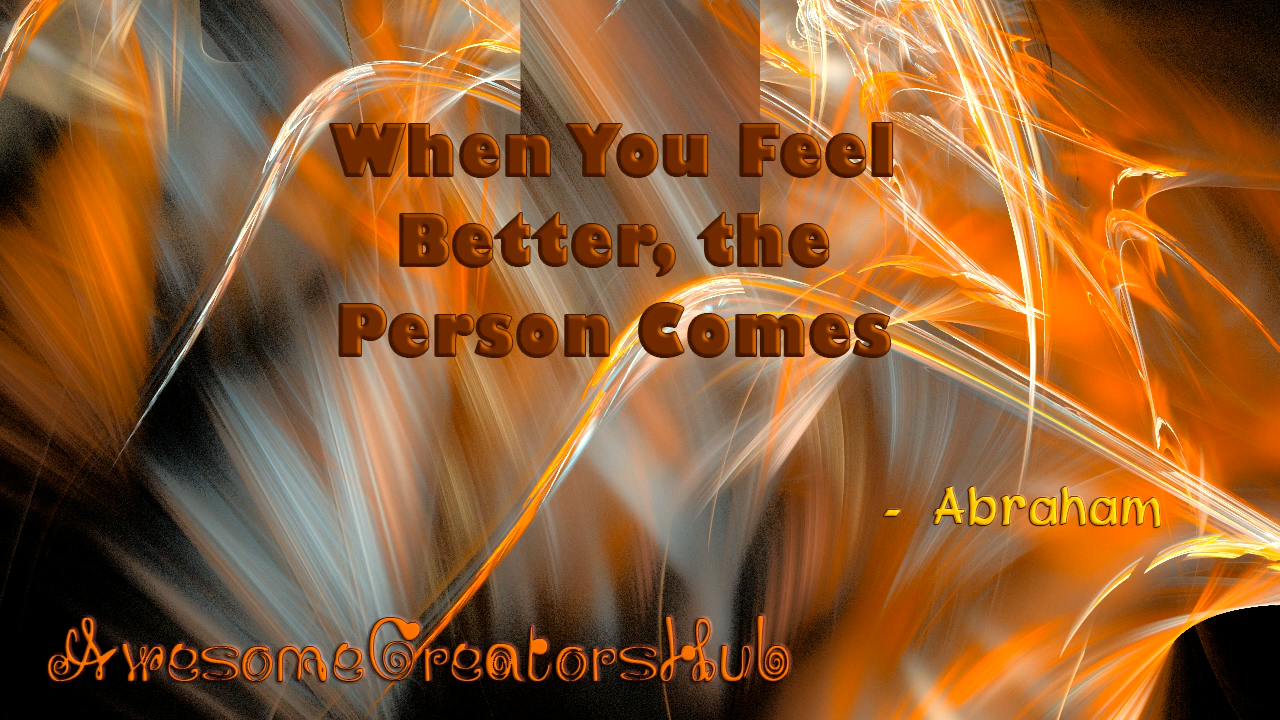 When You Feel
Better, the
Person Comes
- Abraham
AwesomeCreatorsHub